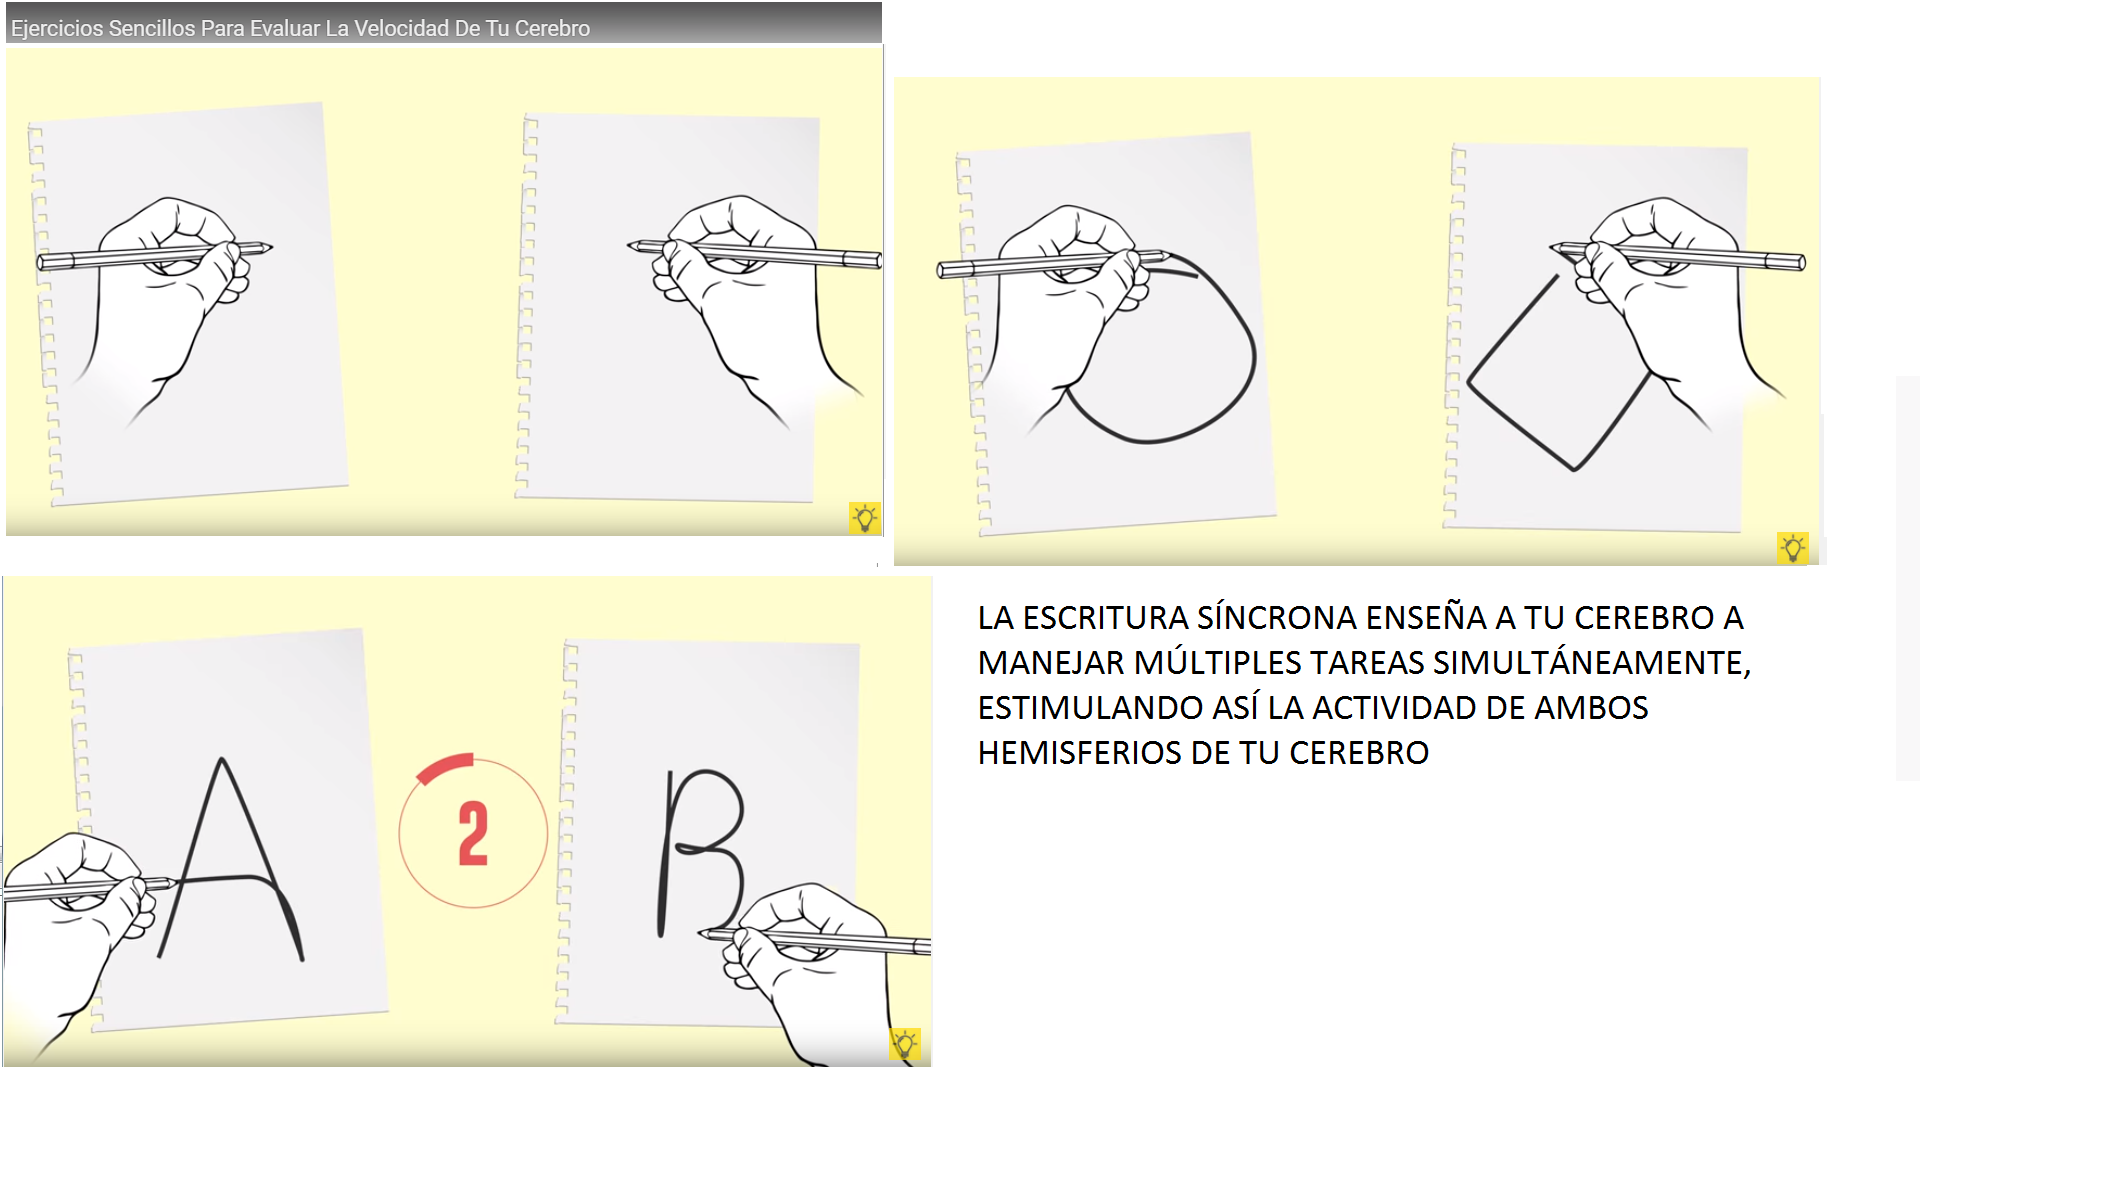 Ejercicios Sencillos Para Evaluar La Velocidad De Tu Cerebro
A
2
B
LA ESCRITURA SÍNCRONA ENSEÑA A TU CEREBRO A
MANEJAR MÚLTIPLES TAREAS SIMULTÁNEAMENTE,
ESTIMULANDO ASÍ LA ACTIVIDAD DE AMBOS
HEMISFERIOS DE TU CEREBRO